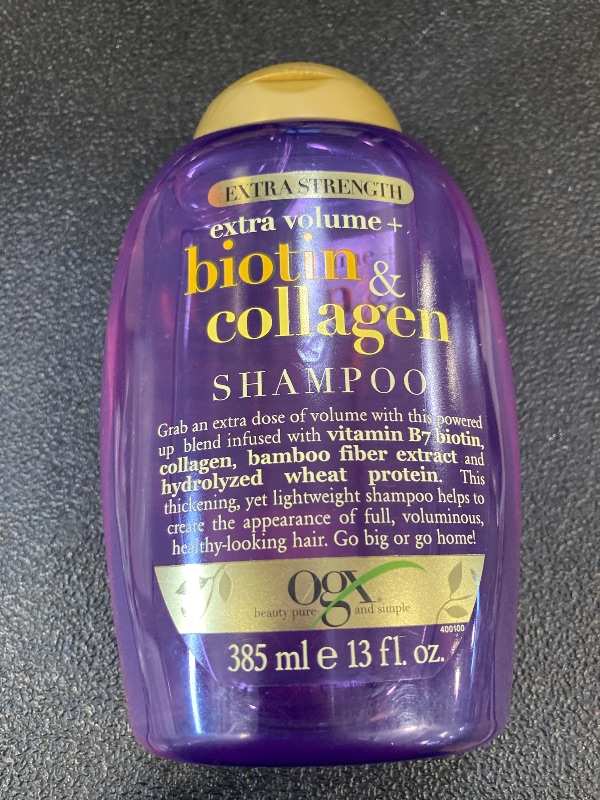 EXTRA STRENGTH
extra volume +
biotin &
collagen
SHAMPOO
Grab an extra dose of volume with this powered
up blend infused with vitamin B7 biotin,
collagen, bamboo fiber extract and
hydrolyzed wheat protein. This
thickening, yet lightweight shampoo helps to
create the appearance of full, voluminous,
healthy-looking hair. Go big or go home!
ogx®
beauty pure and simple
400100
385 ml e 13 fl. oz.